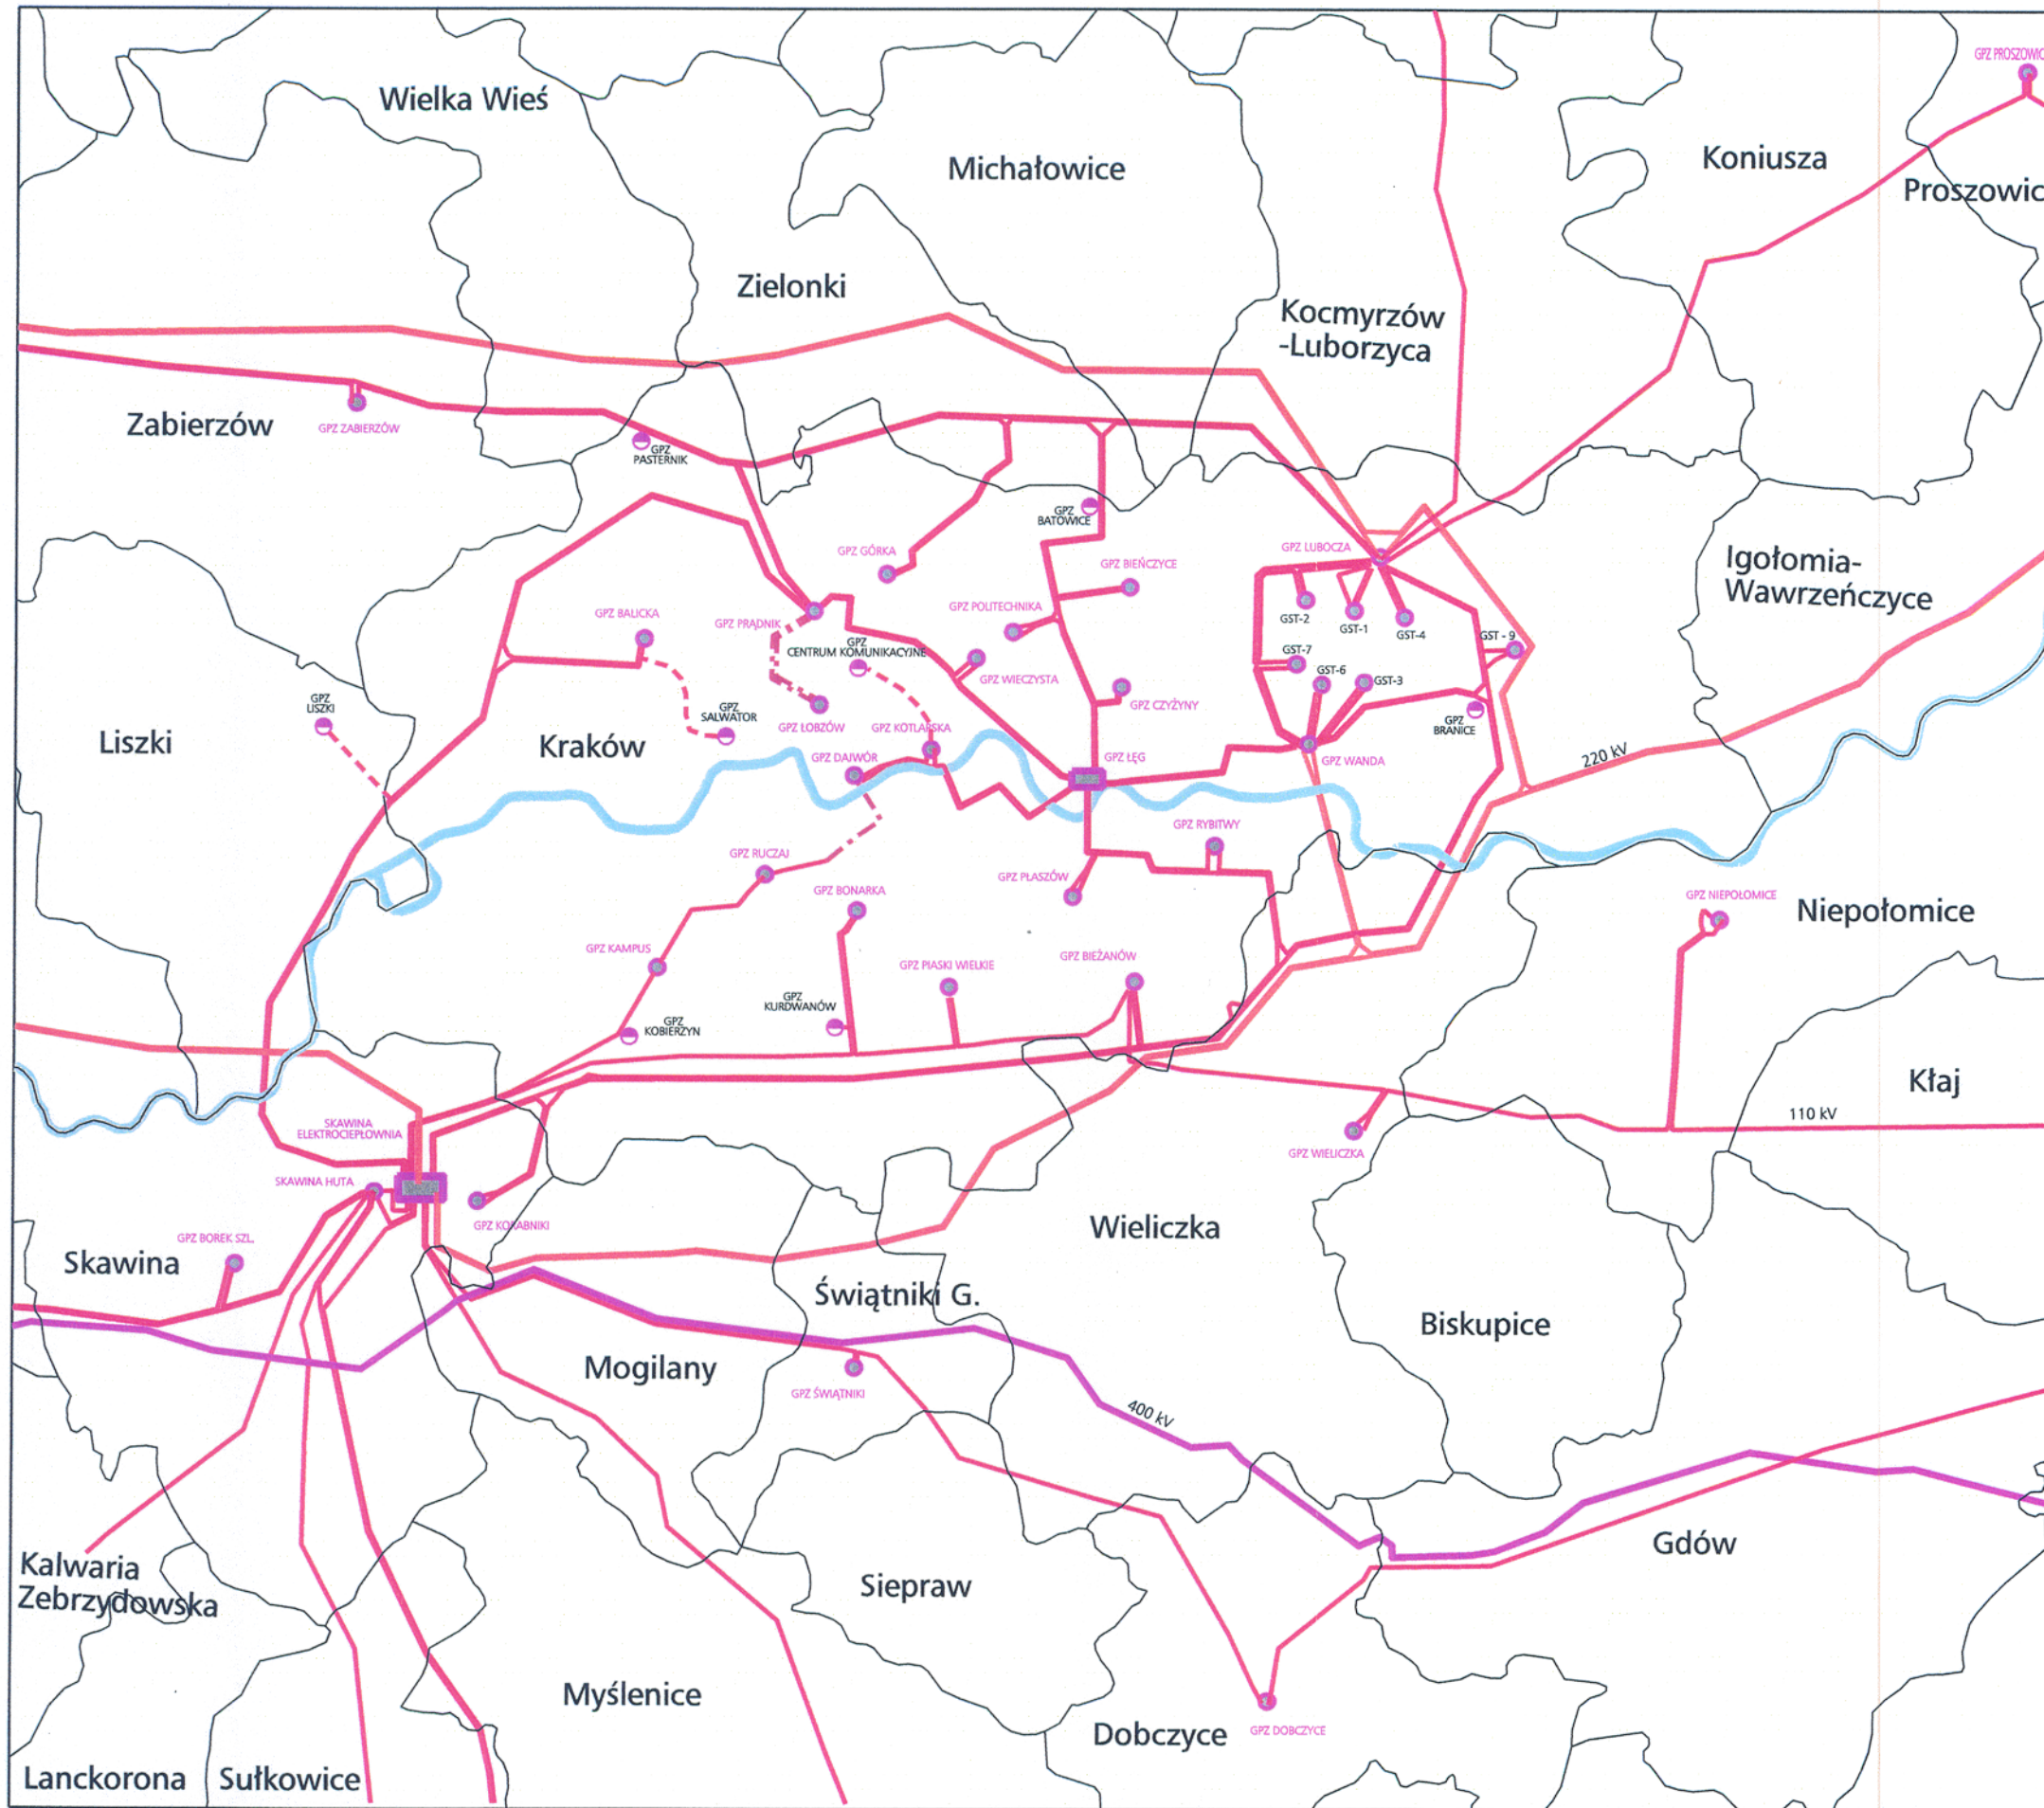 GPZ PROSZOWIC
Wielka Wieś
Michałowice
Koniusza
Proszowic
Zielonki
Kocmyrzów
-Luborzyca
Zabierzów
GPZ ZABIERZÓW
GPZ
PASTERNIK
GPZ
BATOWICE
GPZ GÓRKA
GPZ LUBOCZA
GPZ BIEŃCZYCE
Igołomia-
Wawrzeńczyce
GPZ BALICKA
GPZ PRĄDNIK
GPZ POLITECHNIKA
GST-2
GST-1
GST-4
GST - 9
GPZ
CENTRUM KOMUNIKACYJNE
GST-7
GST-6
GST-3
GPZ WIECZYSTA
GPZ
LISZKI
GPZ
SALWATOR
GPZ ŁOBZÓW
GPZ KOTLARSKA
GPZ CZYŻYNY
GPZ
BRANICE
Liszki
Kraków
GPZ DAJWÓR
GPZ ŁĘG
GPZ WANDA
220 kV
GPZ RYBITWY
GPZ RUCZAJ
GPZ BONARKA
GPZ PŁASZÓW
GPZ NIEPOŁOMICE
Niepołomice
GPZ KAMPUS
GPZ PIASKI WIELKIE
GPZ BIEŻANÓW
GPZ
KURDWANÓW
GPZ
KOBIERZYN
Kłaj
110 kV
SKAWINA
ELEKTROCIEPŁOWNIA
GPZ WIELICZKA
SKAWINA HUTA
GPZ KORABNIKI
Wieliczka
GPZ BOREK SZL.
Skawina
Świątniki G.
Biskupice
Mogilany
GPZ ŚWIĄTNIKI
400 kV
Gdów
Kalwaria
Zebrzydowska
Siepraw
Myślenice
Dobczyce
GPZ DOBCZYCE
Lanckorona
Sułkowice